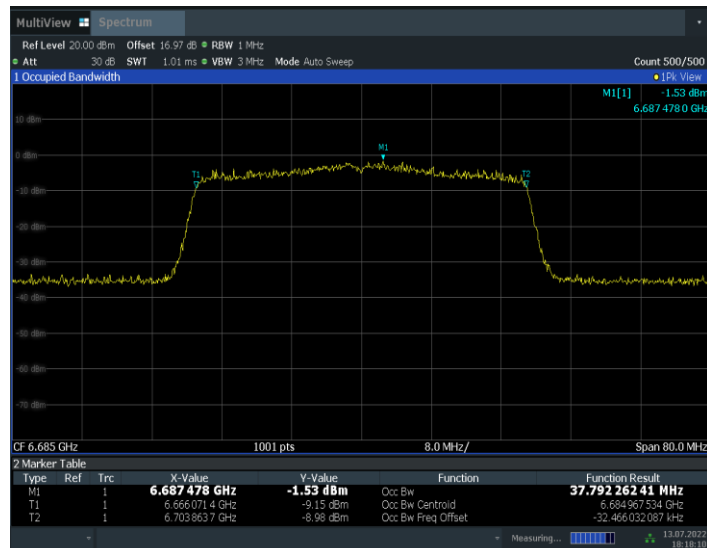 MultiView Spectrum
Ref Level 20.00 dBm Offset 16.97 dB RBW 1 MHz
Att 30 dB SWT 1.01 ms VBW 3 MHz Mode Auto Sweep Count 500/500
1 Occupied Bandwidth 1Pk View
M1[1] -1.53 dBm
6.687 478 0 GHz
10 dBm
M1
0 dBm
T1 T2
-10 dBm
-20 dBm
-30 dBm
-40 dBm
-50 dBm
-60 dBm
-70 dBm
CF 6.685 GHz 1001 pts 8.0 MHz/ Span 80.0 MHz
2 Marker Table
Type Ref Trc X-Value Y-Value Function Function Result
M1 1 6.687 478 GHz -1.53 dBm Occ Bw 37.792 262 41 MHz
T1 1 6.666 071 4 GHz -9.15 dBm Occ Bw Centroid 6.684 967 534 GHz
T2 1 6.703 863 7 GHz -8.98 dBm Occ Bw Freq Offset -32.466 032 087 kHz
Measuring... 13.07.2022
18:18:10